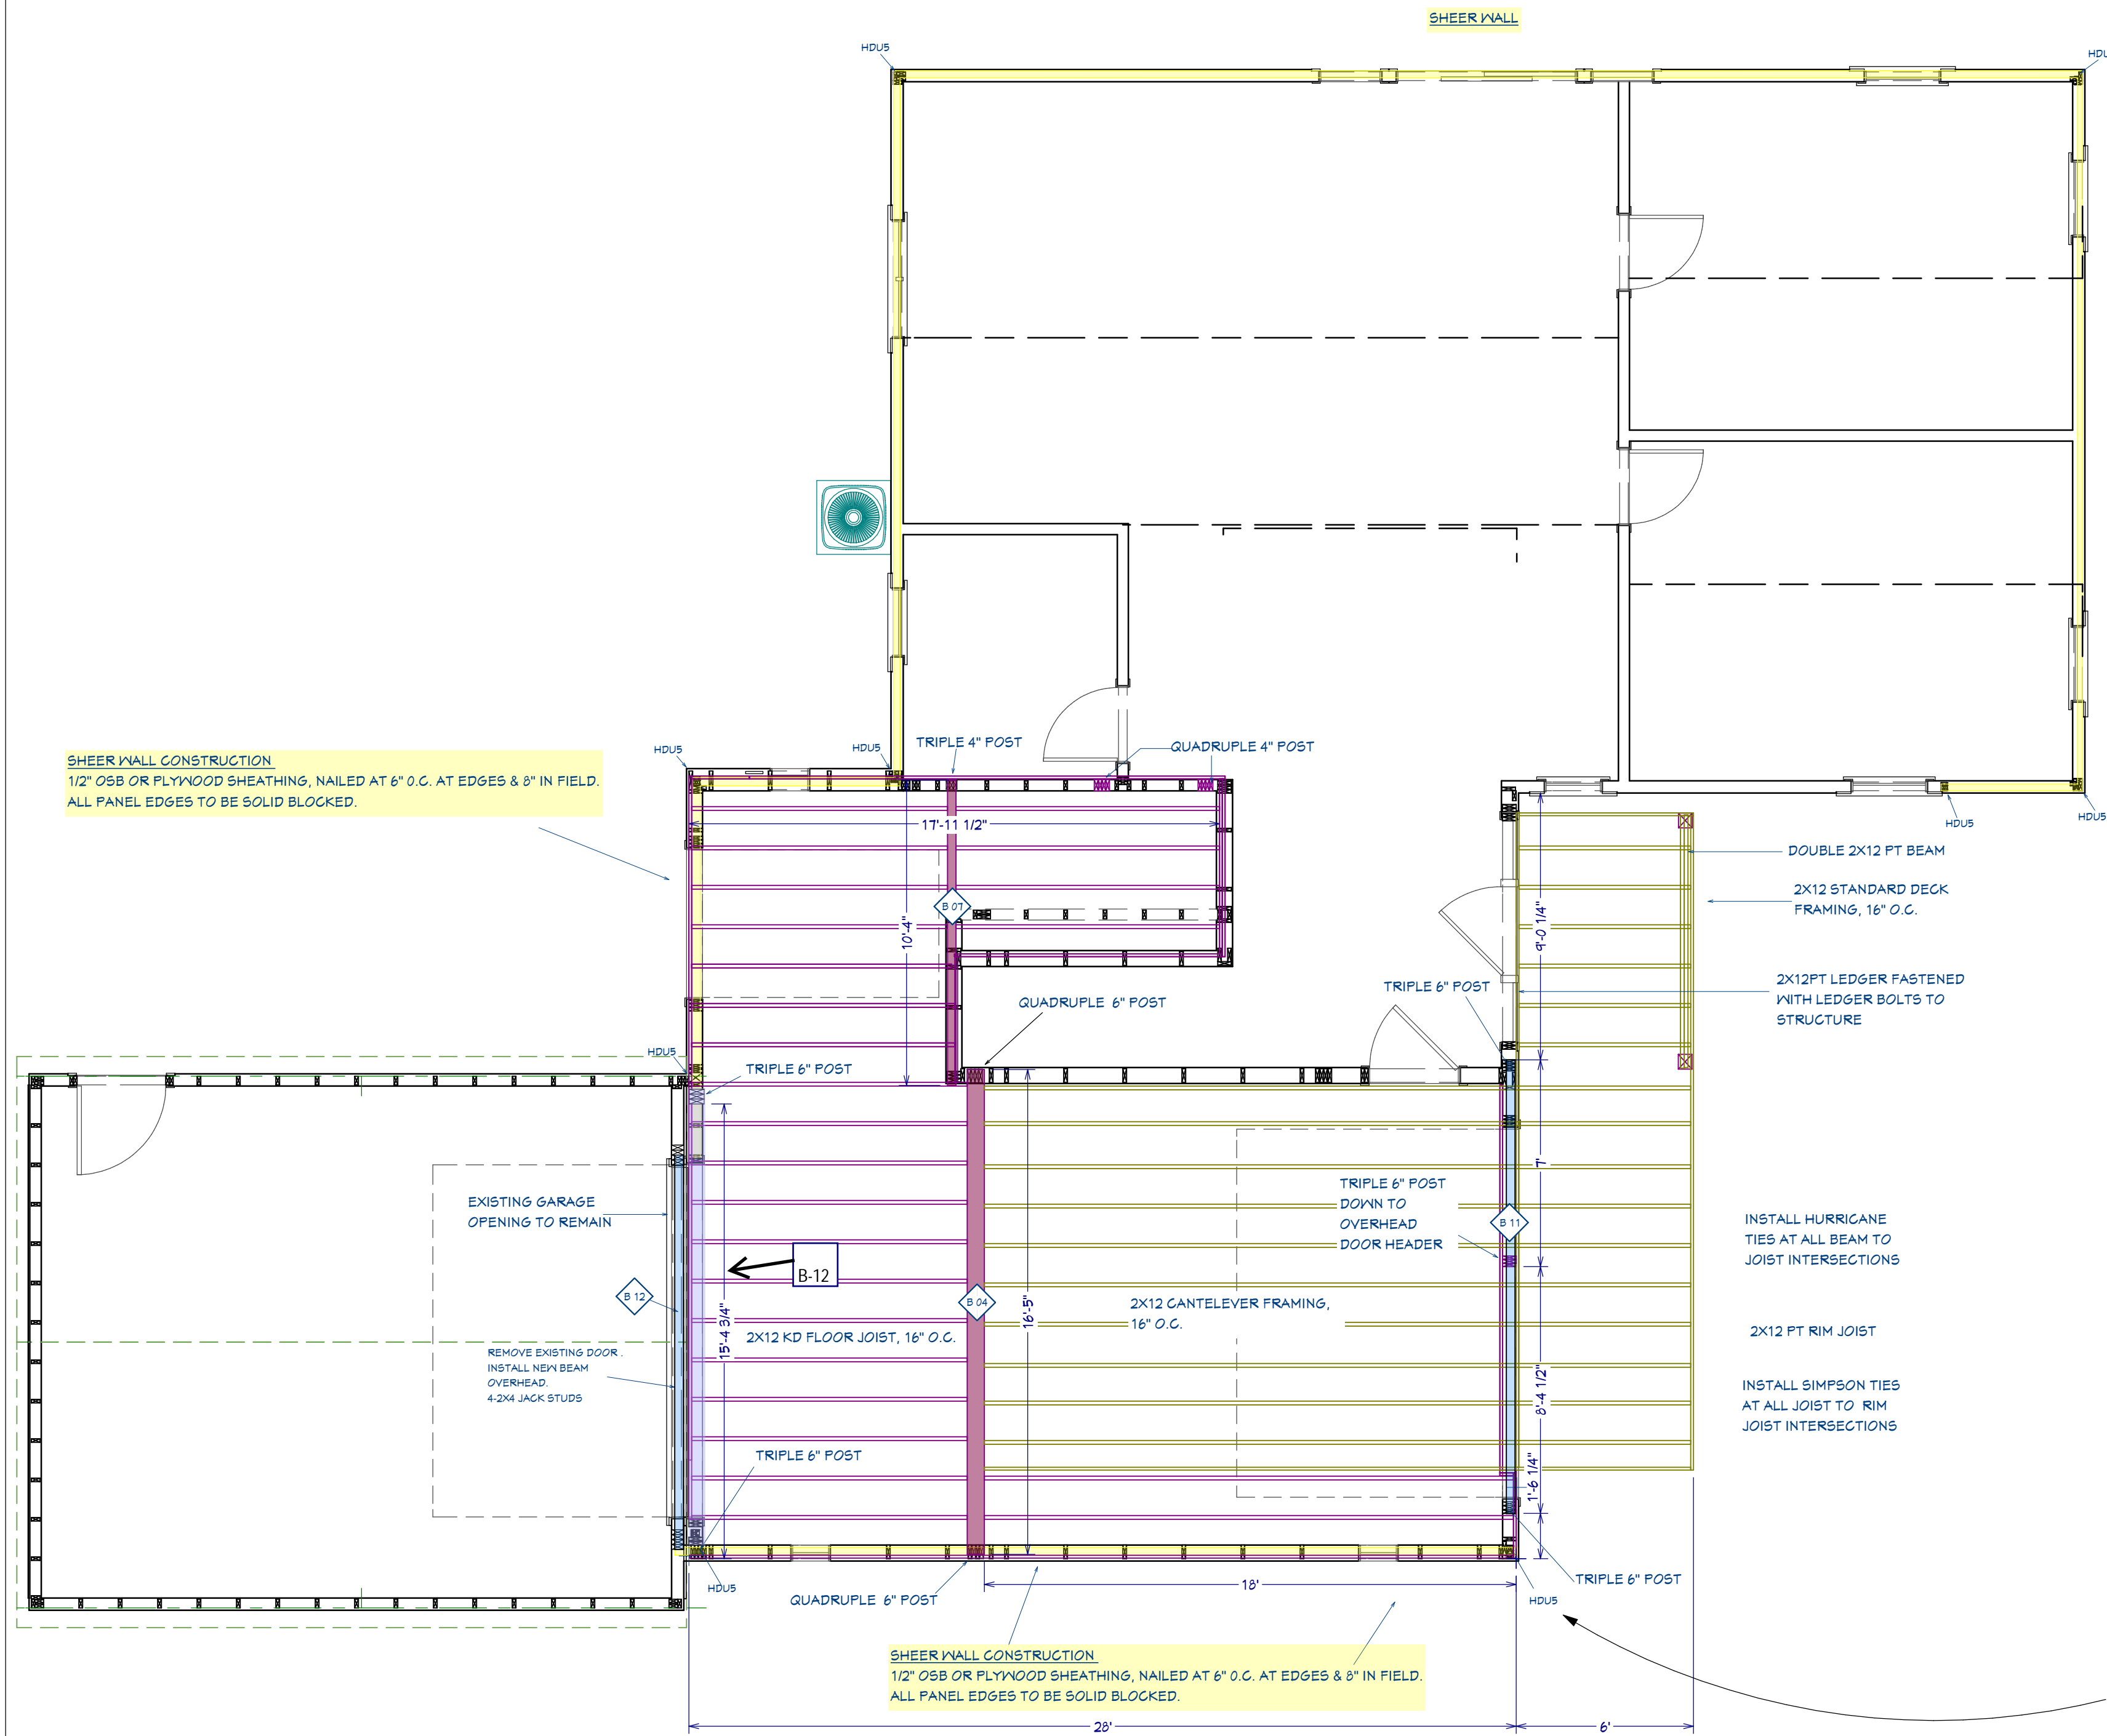 SHEER WALL
HDU5
HDU
SHEER WALL CONSTRUCTION
1/2" OSB OR PLYWOOD SHEATHING, NAILED AT 6" O.C. AT EDGES & 8" IN FIELD.
ALL PANEL EDGES TO BE SOLID BLOCKED.
HDU5
HDU5
TRIPLE 4" POST
QUADRUPLE 4" POST
HDU5
HDU5
17'-11 1/2"
DOUBLE 2X12 PT BEAM
2X12 STANDARD DECK
FRAMING, 16" O.C.
B 07
10'-4"
9'-0 1/4"
2X12PT LEDGER FASTENED
WITH LEDGER BOLTS TO
STRUCTURE
TRIPLE 6" POST
QUADRUPLE 6" POST
HDU5
TRIPLE 6" POST
7'
EXISTING GARAGE
OPENING TO REMAIN
TRIPLE 6" POST
DOWN TO
OVERHEAD
DOOR HEADER
B 11
INSTALL HURRICANE
TIES AT ALL BEAM TO
JOIST INTERSECTIONS
B-12
B 12
B 04
16'-5"
15'-4 3/4"
2X12 CANTELEVER FRAMING,
16" O.C.
2X12 KD FLOOR JOIST, 16" O.C.
2X12 PT RIM JOIST
REMOVE EXISTING DOOR .
INSTALL NEW BEAM
OVERHEAD.
4-2X4 JACK STUDS
8'-4 1/2"
INSTALL SIMPSON TIES
AT ALL JOIST TO RIM
JOIST INTERSECTIONS
TRIPLE 6" POST
1'-6 1/4"
HDU5
QUADRUPLE 6" POST
18'
TRIPLE 6" POST
HDU5
SHEER WALL CONSTRUCTION
1/2" OSB OR PLYWOOD SHEATHING, NAILED AT 6" O.C. AT EDGES & 8" IN FIELD.
ALL PANEL EDGES TO BE SOLID BLOCKED.
28'
6'